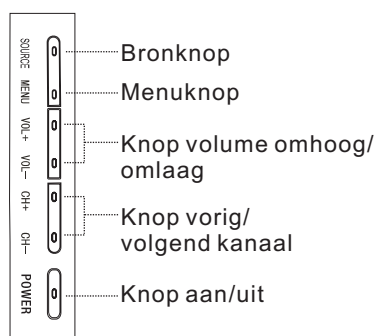 SOURCE
Bronknop
MENU
Menuknop
VOL+
VOL–
Knop volume omhoog/
omlaag
CH+
CH–
Knop vorig/
volgend kanaal
POWER
Knop aan/uit